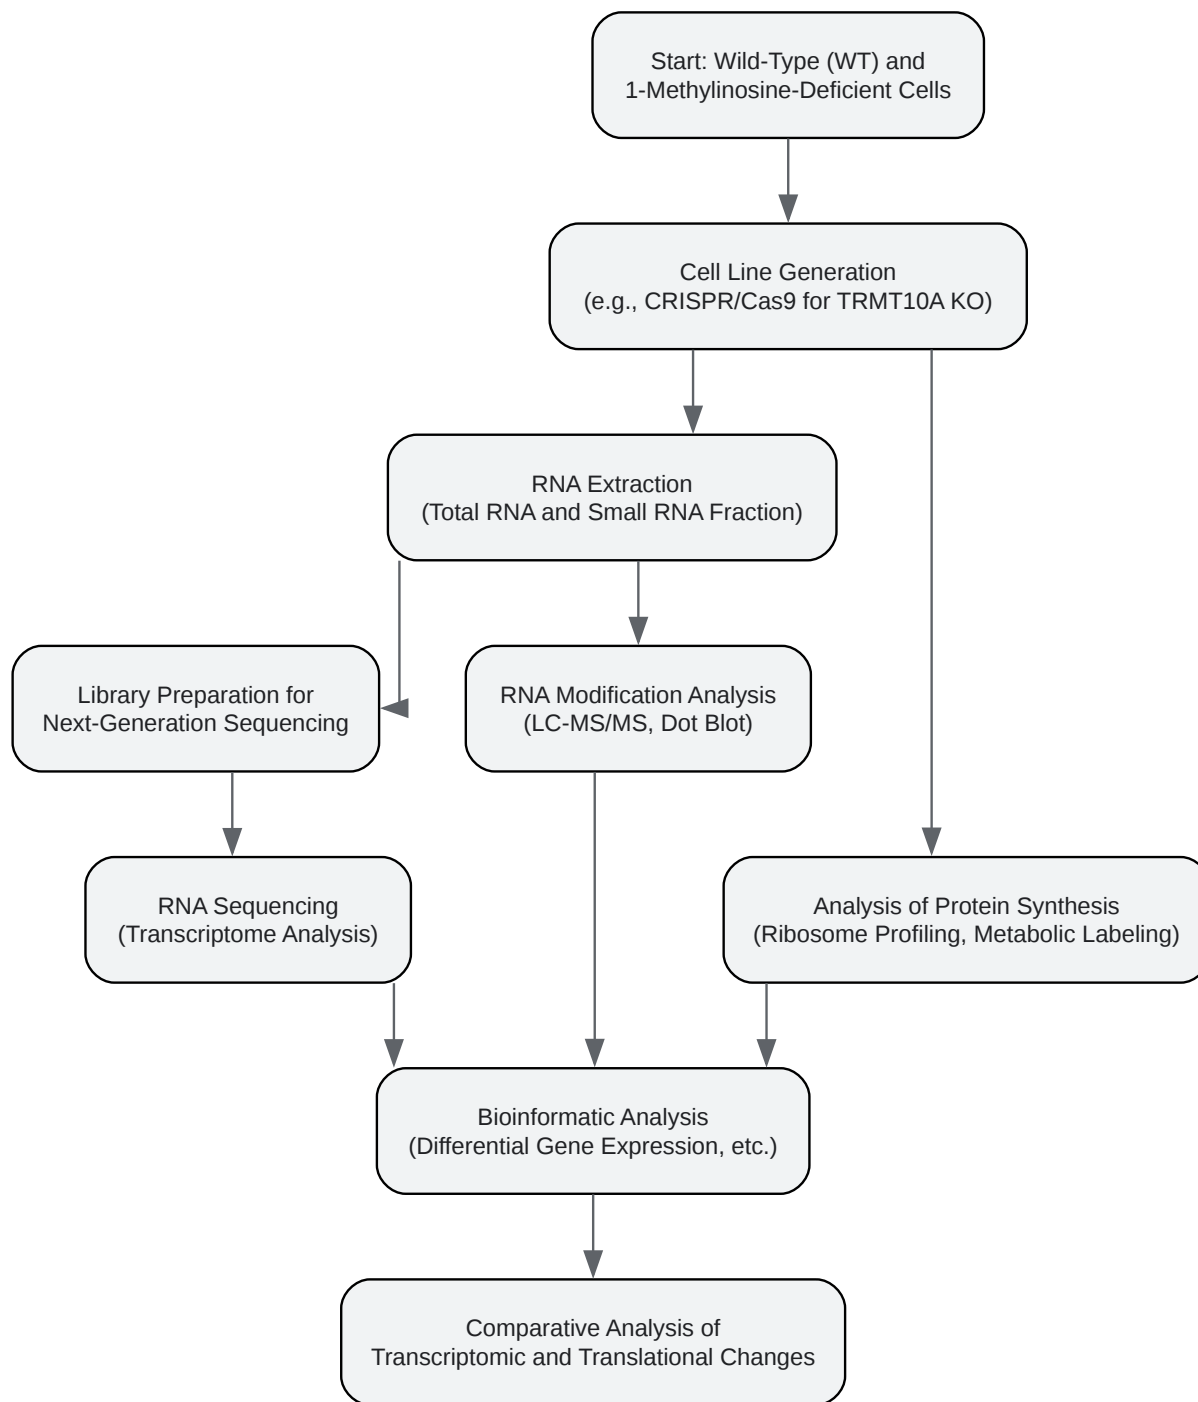 Start: Wild-Type (WT) and
1-Methylinosine-Deficient Cells
Cell Line Generation
(e.g., CRISPR/Cas9 for TRMT10A KO)
RNA Extraction
(Total RNA and Small RNA Fraction)
Library Preparation for
Next-Generation Sequencing
RNA Modification Analysis
(LC-MS/MS, Dot Blot)
RNA Sequencing
(Transcriptome Analysis)
Analysis of Protein Synthesis
(Ribosome Profiling, Metabolic Labeling)
Bioinformatic Analysis
(Differential Gene Expression, etc.)
Comparative Analysis of
Transcriptomic and Translational Changes